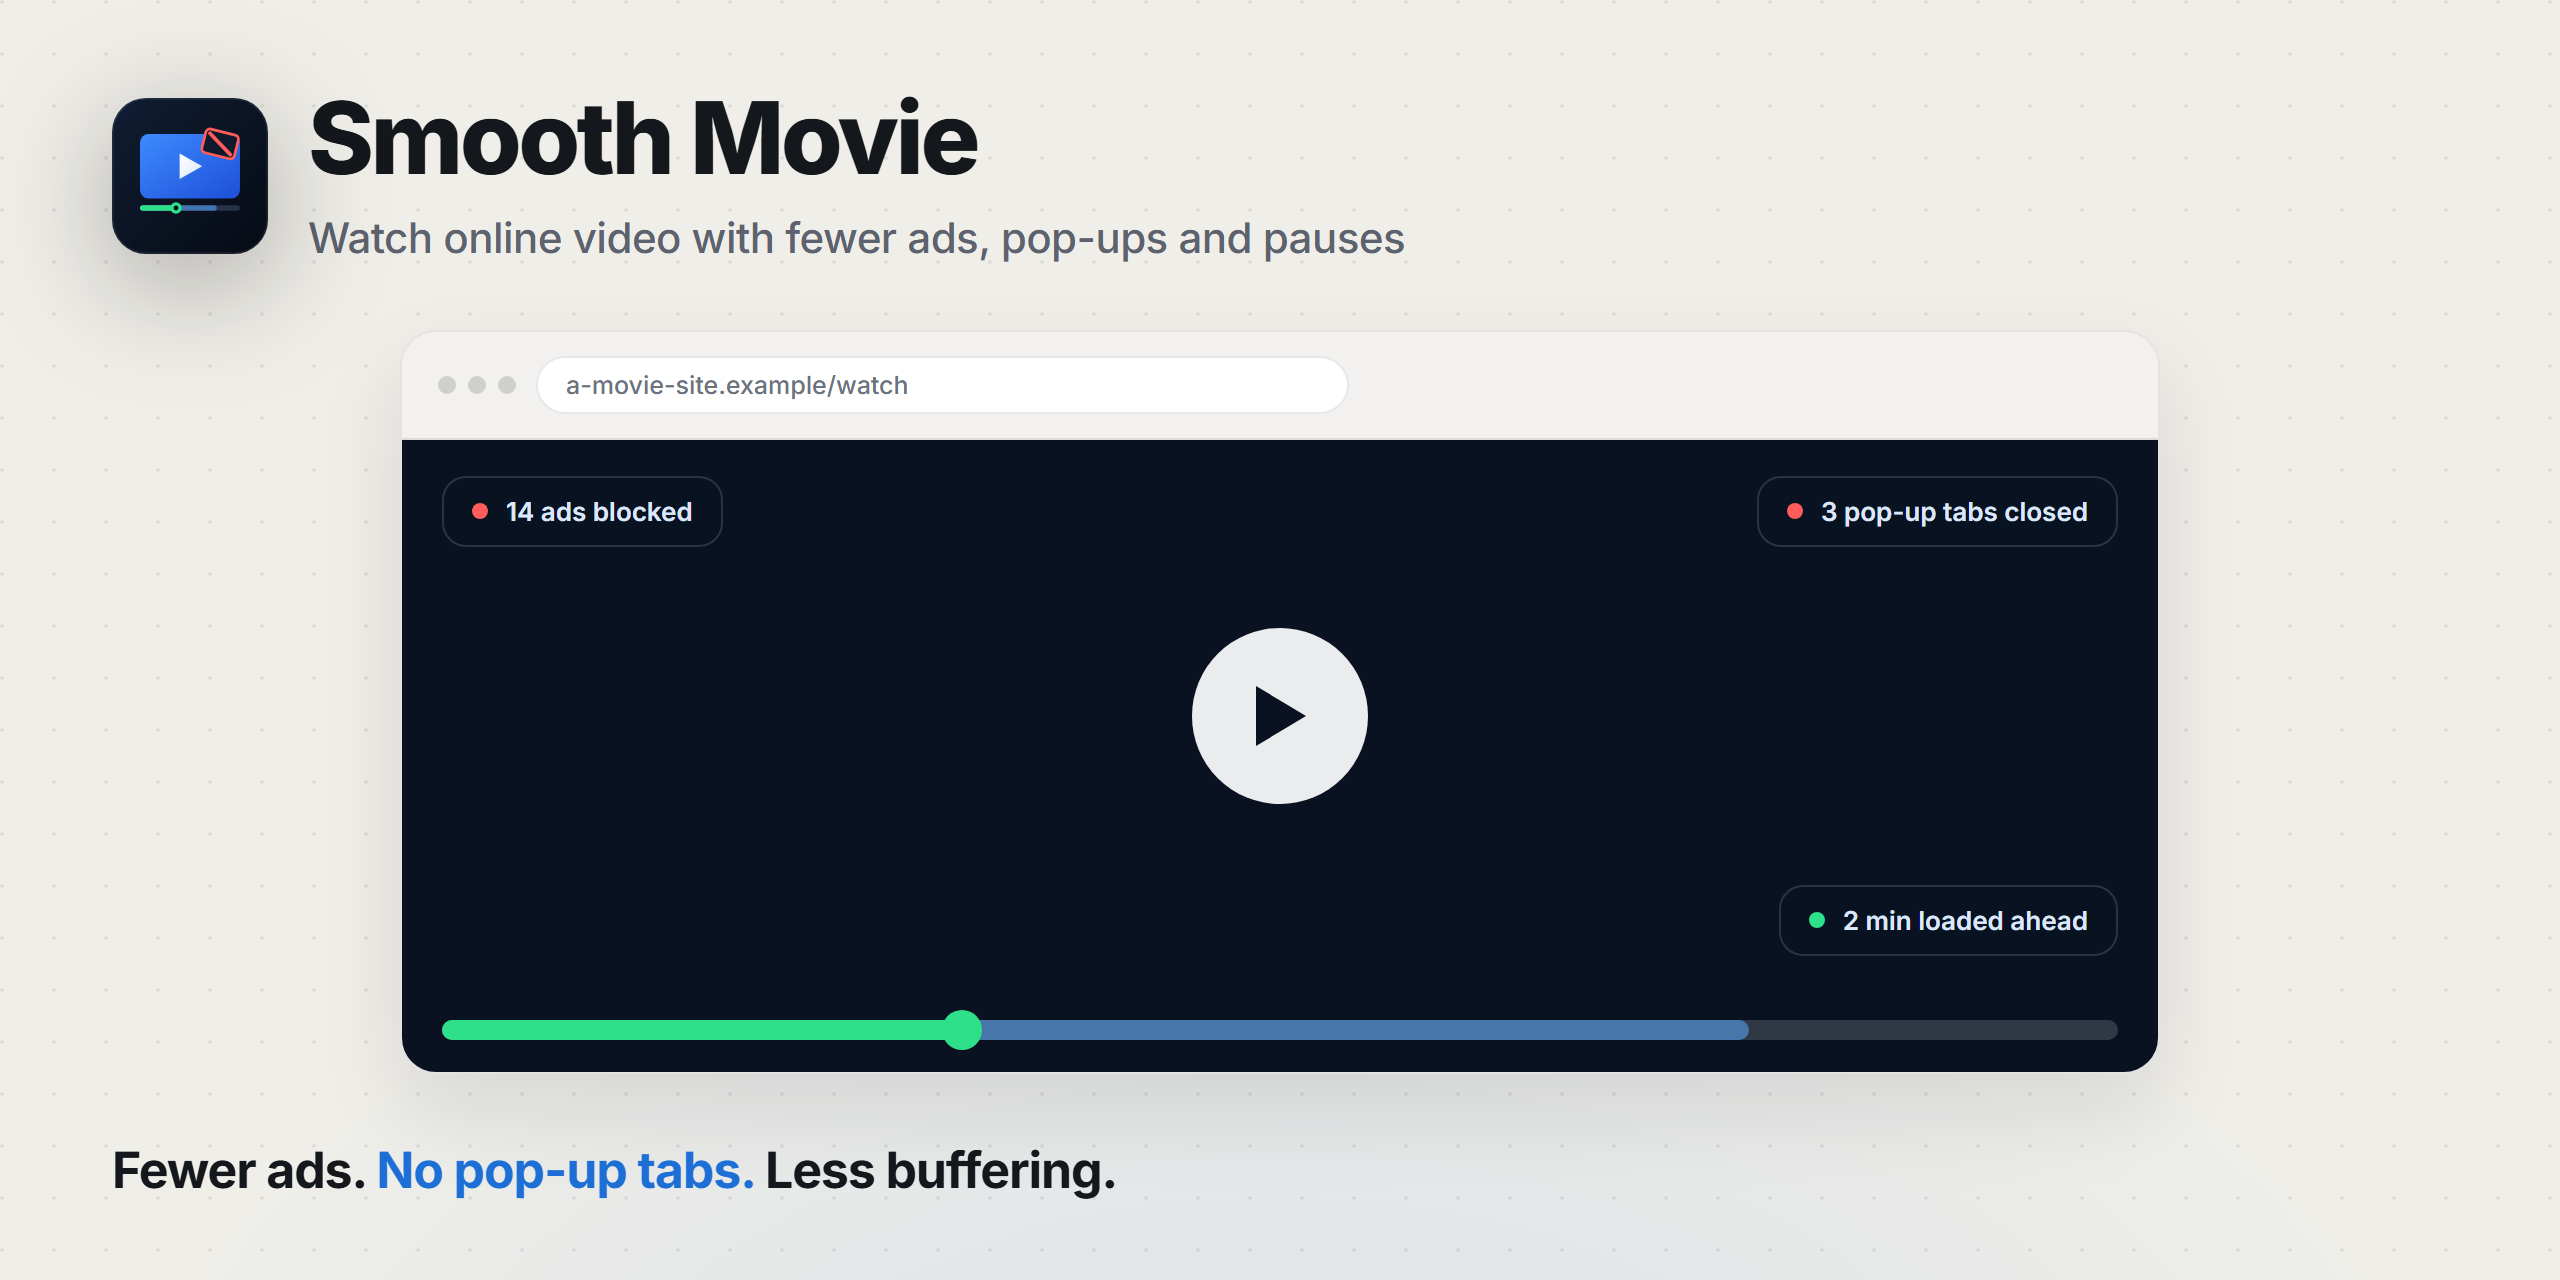 Smooth Movie
Watch online video with fewer ads, pop-ups and pauses
a-movie-site.example/watch
14 ads blocked
3 pop-up tabs closed
2 min loaded ahead
Fewer ads. No pop-up tabs. Less buffering.